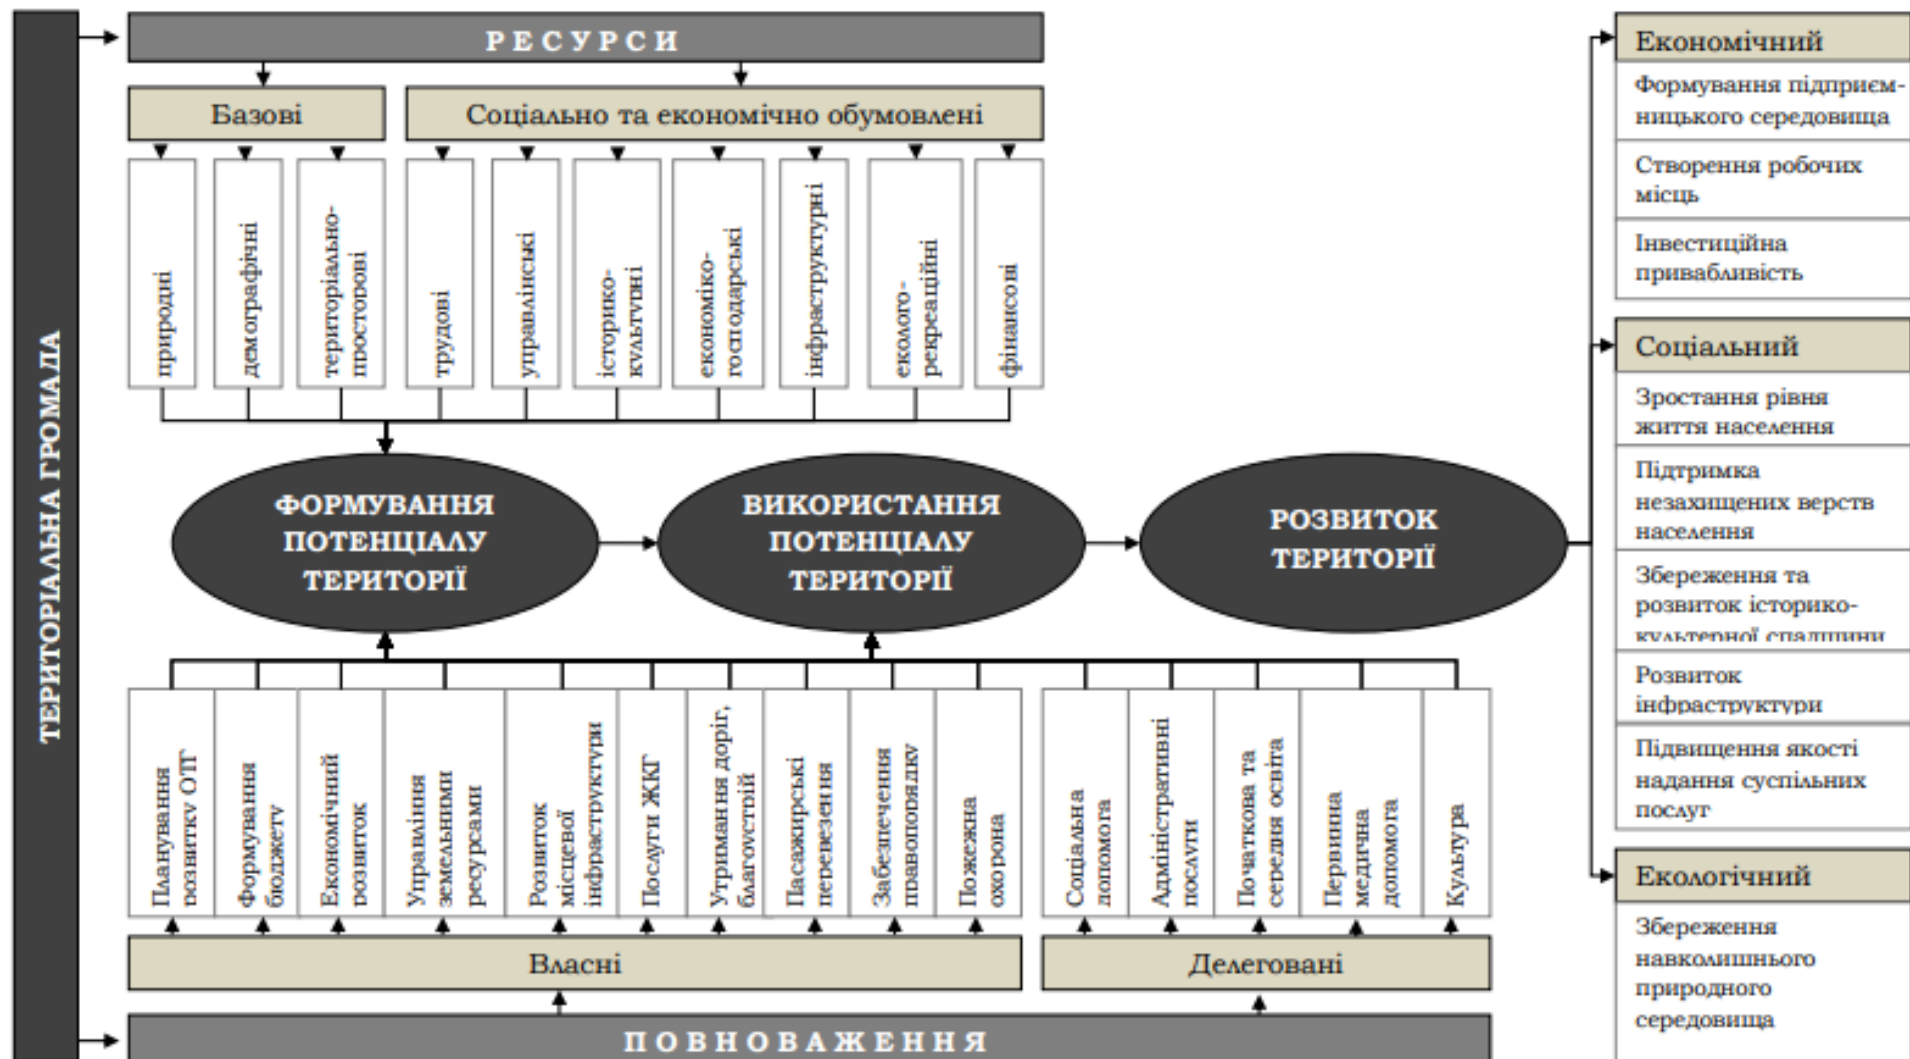 ТЕРИТОРІАЛЬНА ГРОМАДА
РЕСУРСИ
Базові
Соціально та економічно обумовлені
природні
демографічні
територіально-
просторові
трудові
управлінські
історико-
культурні
економіко-
господарські
інфраструктурні
еколого-
рекреаційні
фінансові
ФОРМУВАННЯ
ПОТЕНЦІАЛУ
ТЕРИТОРІЇ
ВИКОРИСТАННЯ
ПОТЕНЦІАЛУ
ТЕРИТОРІЇ
РОЗВИТОК
ТЕРИТОРІЇ
Планування
розвитку ОТГ
Формування
бюджету
Економічний
розвиток
Управління
земельними
ресурсами
Розвиток
місцевої
інфраструктури
Послуги ЖКГ
Утримання доріг,
благоустрій
Пасажирські
перевезення
Забезпечення
правопорядку
Пожежна
охорона
Соціальна
допомога
Адміністративні
послуги
Початкова та
середня освіта
Первинна
медична
допомога
Культура
Власні
Делеговані
ПОВНОВАЖЕННЯ
Економічний
Формування підприєм-
ницького середовища
Створення робочих
місць
Інвестиційна
привабливість
Соціальний
Зростання рівня
життя населення
Підтримка
незахищених верств
населення
Збереження та
розвиток історико-
культерної спадщини
Розвиток
інфраструктури
Підвищення якості
надання суспільних
послуг
Екологічний
Збереження
навколишнього
природного
середовища